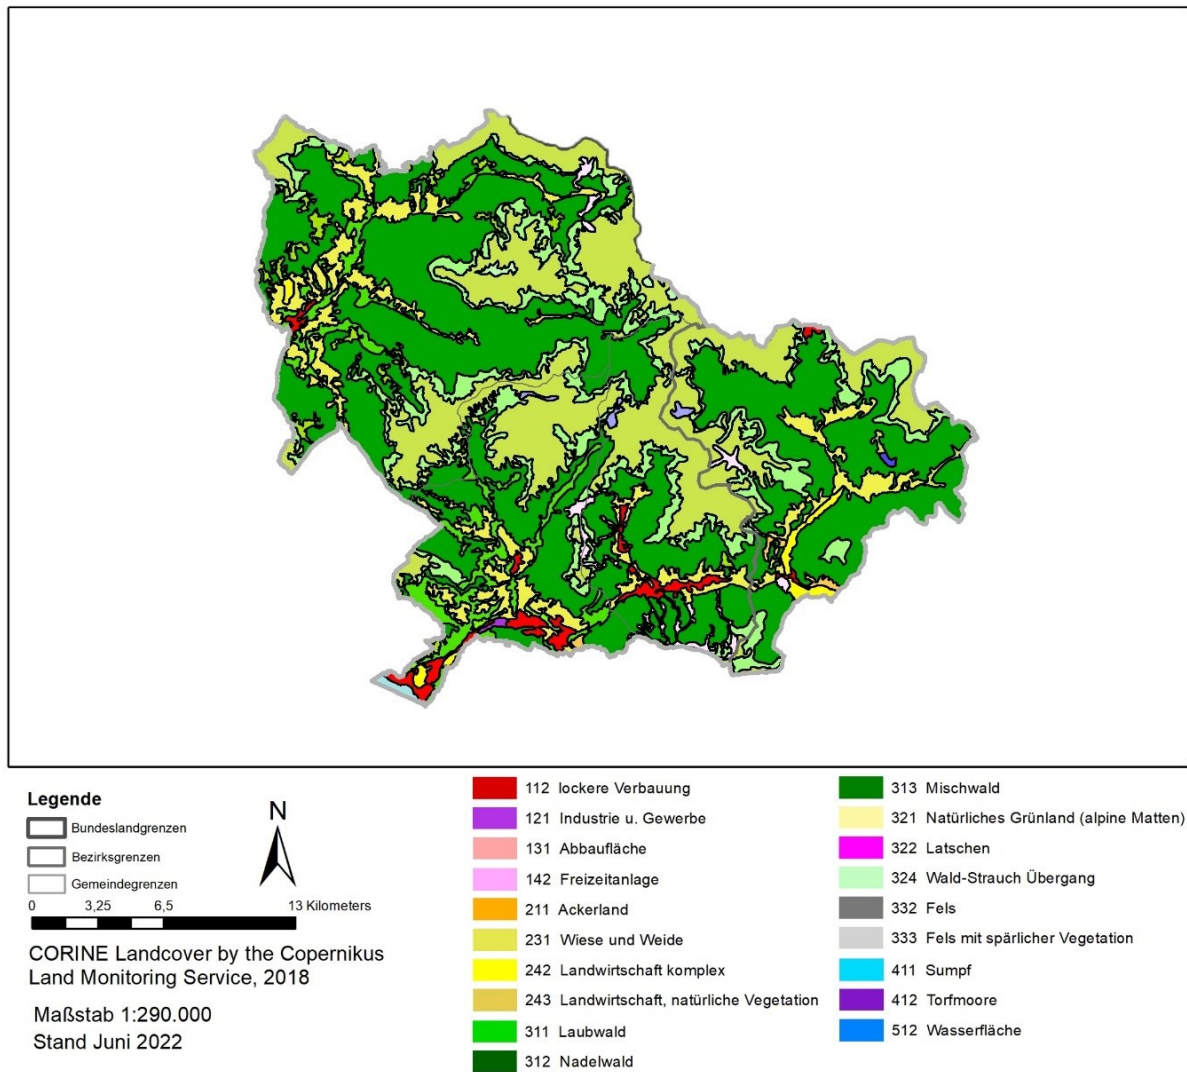 Legende
Bundeslandgrenzen
Bezirksgrenzen
Gemeindegrenzen
N
0 3,25 6,5 13 Kilometers
CORINE Landcover by the Copernikus
Land Monitoring Service, 2018
Maßstab 1:290.000
Stand Juni 2022
112 lockere Verbauung
121 Industrie u. Gewerbe
131 Abbaufläche
142 Freizeitanlage
211 Ackerland
231 Wiese und Weide
242 Landwirtschaft komplex
243 Landwirtschaft, natürliche Vegetation
311 Laubwald
312 Nadelwald
313 Mischwald
321 Natürliches Grünland (alpine Matten)
322 Latschen
324 Wald-Strauch Übergang
332 Fels
333 Fels mit spärlicher Vegetation
411 Sumpf
412 Torfmoore
512 Wasserfläche